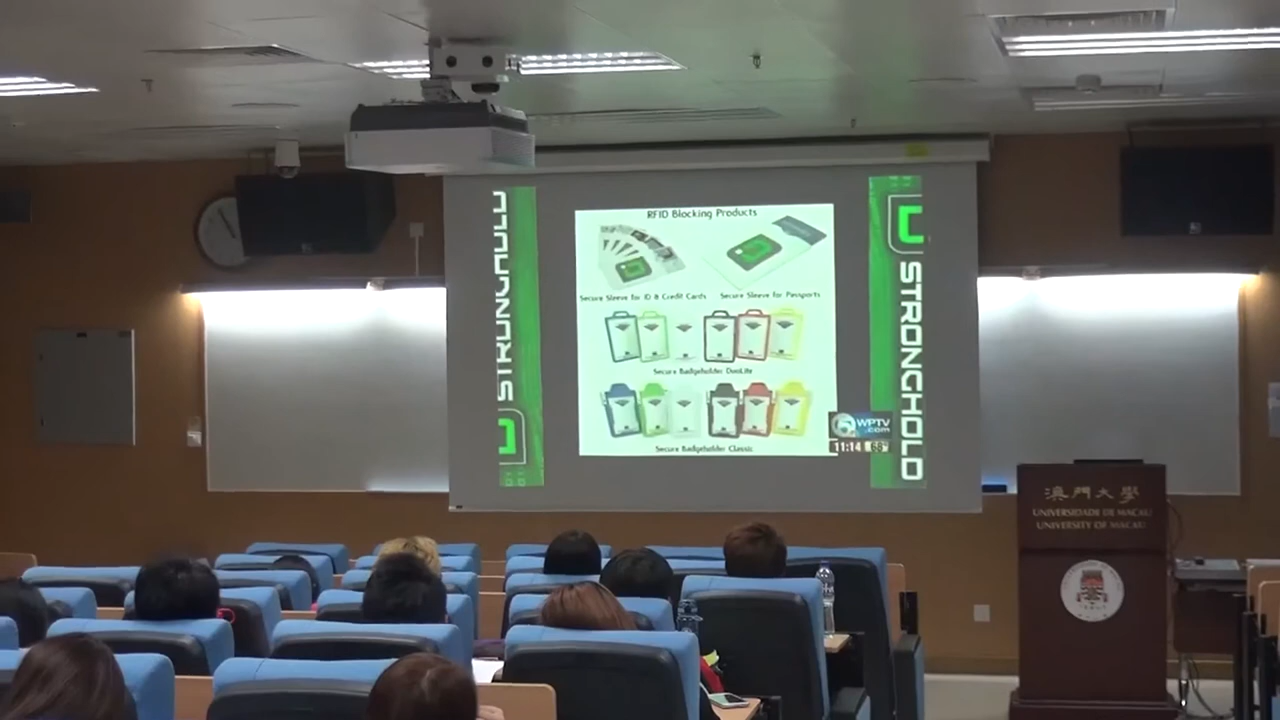 STRONGHOLD
RFID Blocking Products
Secure Sleeve for ID & Credit Cards
Secure Sleeve for Passports
Secure Badgeholder DuoLite
Secure Badgeholder Classic
WPTV
.com
68°
STRONGHOLD
澳門大學
UNIVERSIDADE DE MACAU
UNIVERSITY OF MACAU